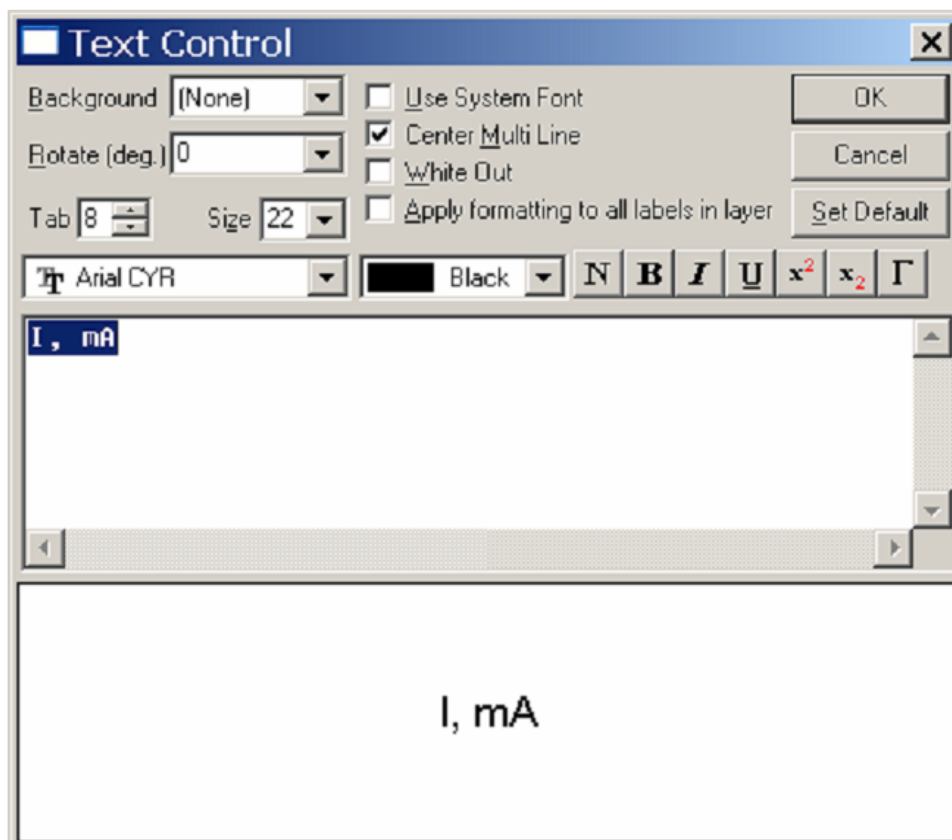 Text Control
Background (None)
Use System Font
OK
Center Multi Line
Rotate (deg.) 0
Cancel
White Out
Tab 8 Size 22
Apply formatting to all labels in layer
Set Default
Arial CYR
Black
N B I U x² x₂ Γ
I, mA
I, mA